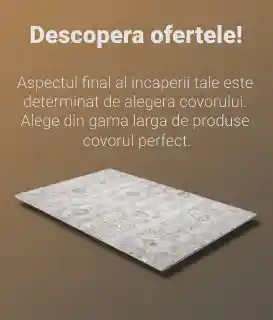 Descopera ofertele!
Aspectul final al incaperii tale este
determinat de alegera covorului.
Alege din gama larga de produse
covorul perfect.